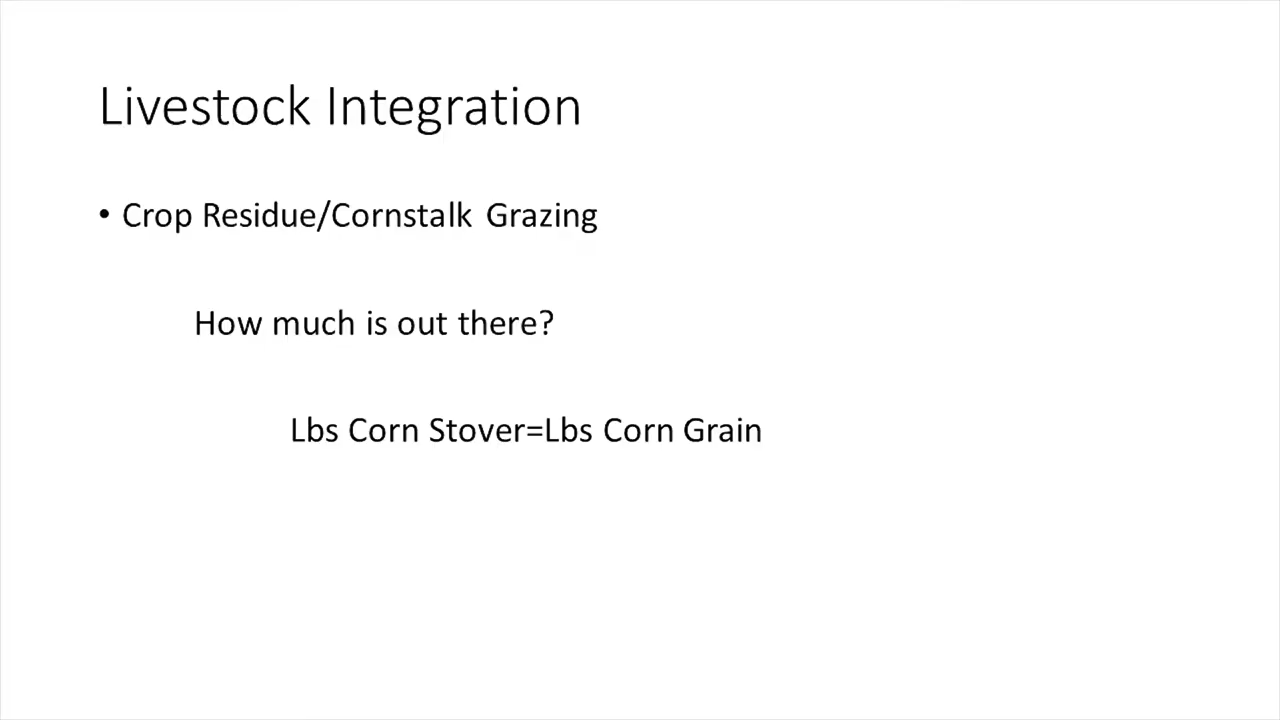 Livestock Integration
• Crop Residue/Cornstalk Grazing
How much is out there?
Lbs Corn Stover=Lbs Corn Grain